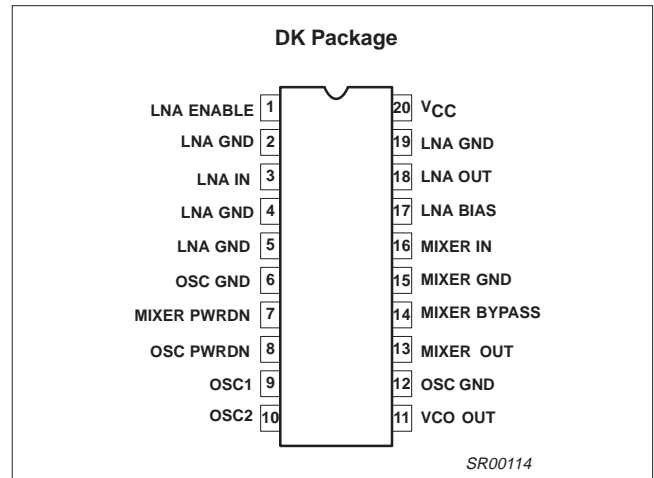 DK Package
LNA ENABLE 1 20 VCC
LNA GND 2 19 LNA GND
LNA IN 3 18 LNA OUT
LNA GND 4 17 LNA BIAS
LNA GND 5 16 MIXER IN
OSC GND 6 15 MIXER GND
MIXER PWRDN 7 14 MIXER BYPASS
OSC PWRDN 8 13 MIXER OUT
OSC1 9 12 OSC GND
OSC2 10 11 VCO OUT
SR00114